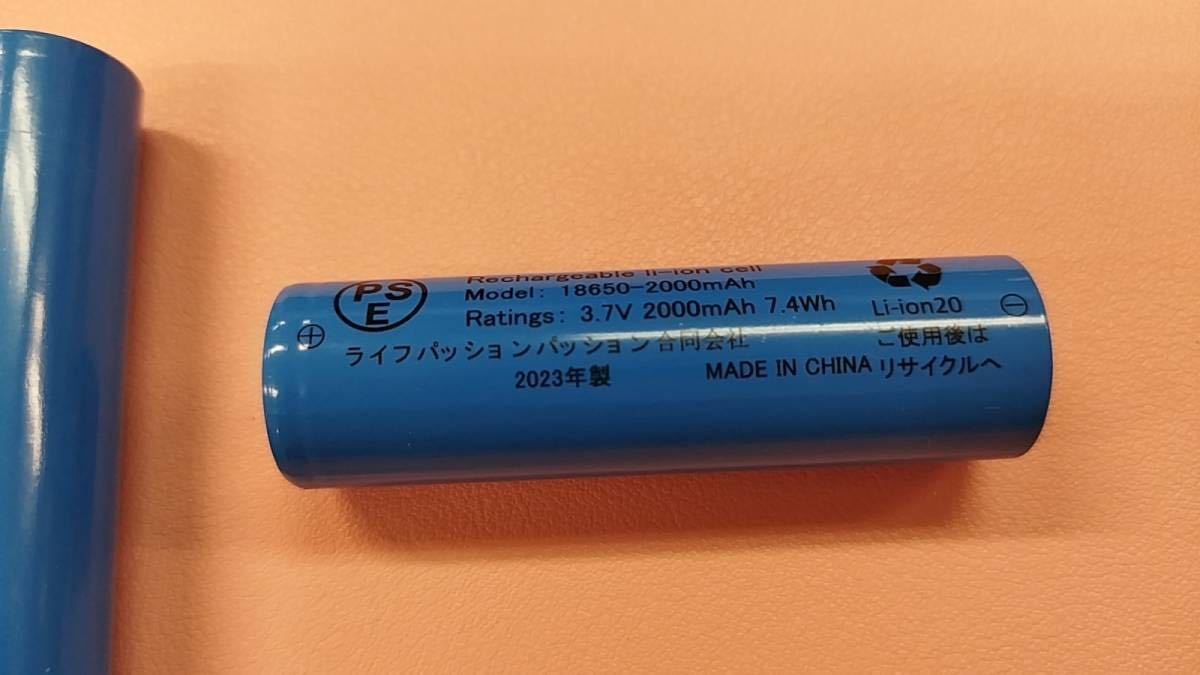 PS
E
Rechargeable li-ion cell
Model: 18650-2000mAh
Ratings: 3.7V 2000mAh 7.4Wh
ライフパッションパッション合同会社
2023年製
MADE IN CHINA
Li-ion20
ご使用後は
リサイクルへ